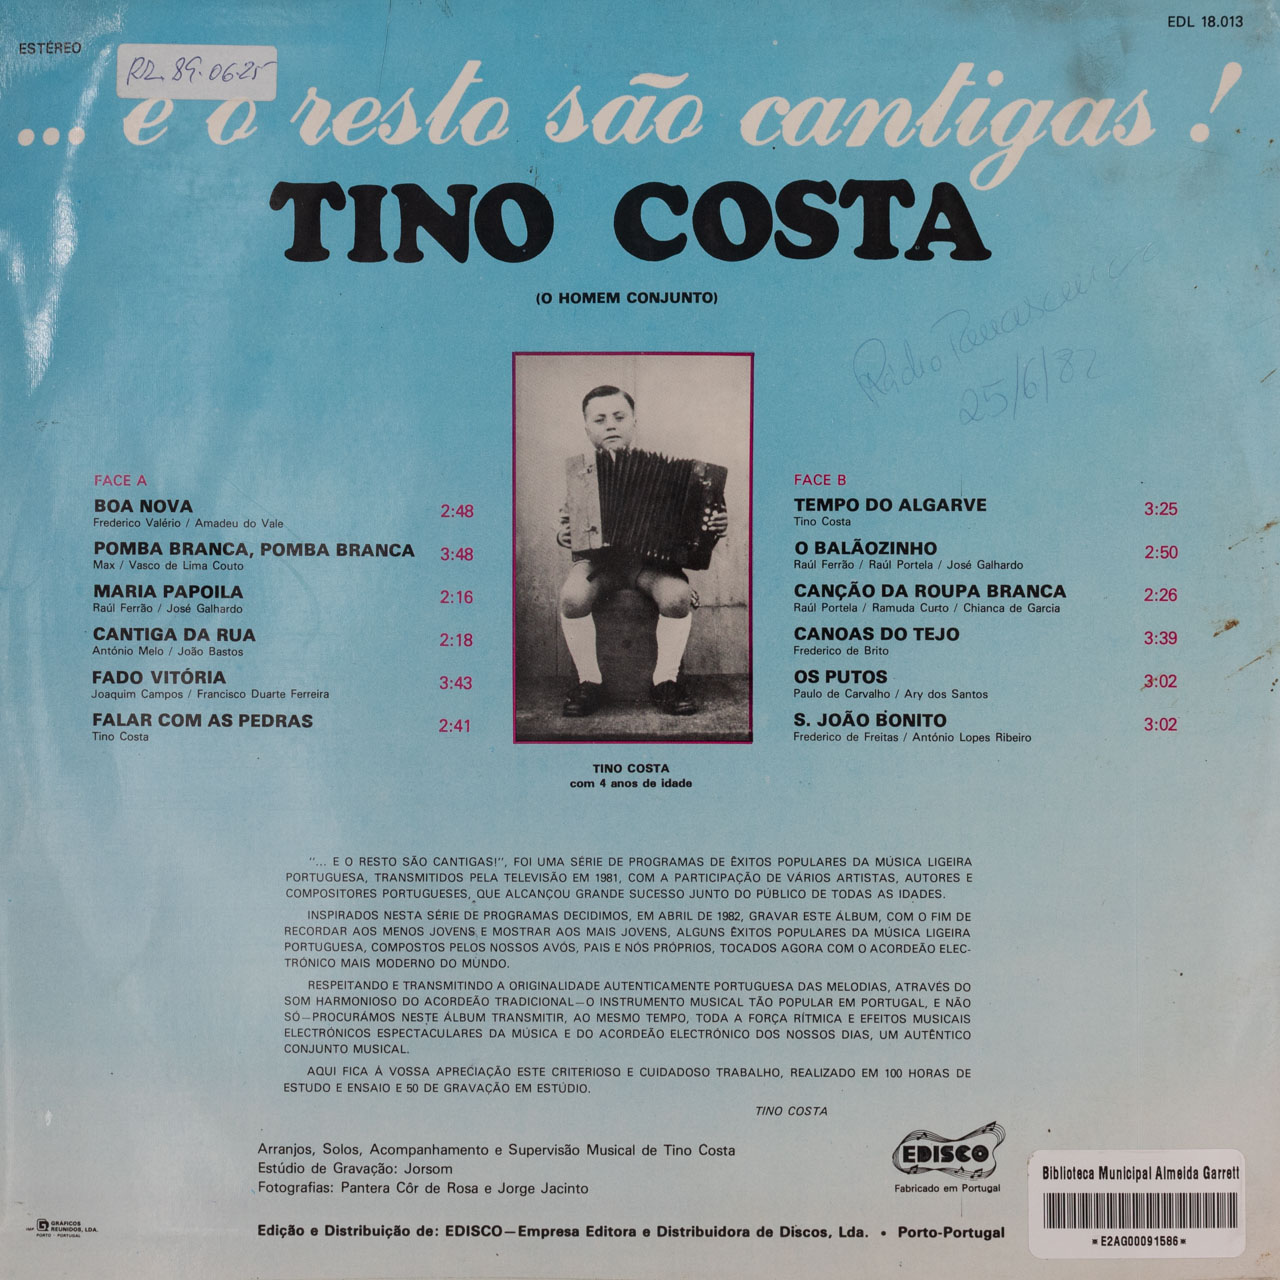 EDL 18.013
ESTÉREO
R2.89.06.25
... e o resto são cantigas!
TINO COSTA
(O HOMEM CONJUNTO)
Rádio Renascença
25/6/82
FACE A
BOA NOVA 2:48
Frederico Valério / Amadeu do Vale
POMBA BRANCA, POMBA BRANCA 3:48
Max / Vasco de Lima Couto
MARIA PAPOILA 2:16
Raúl Ferrão / José Galhardo
CANTIGA DA RUA 2:18
António Melo / João Bastos
FADO VITÓRIA 3:43
Joaquim Campos / Francisco Duarte Ferreira
FALAR COM AS PEDRAS 2:41
Tino Costa
FACE B
TEMPO DO ALGARVE 3:25
Tino Costa
O BALÃOZINHO 2:50
Raúl Ferrão / Raúl Portela / José Galhardo
CANÇÃO DA ROUPA BRANCA 2:26
Raúl Portela / Ramuda Curto / Chianca de Garcia
CANOAS DO TEJO 3:39
Frederico de Brito
OS PUTOS 3:02
Paulo de Carvalho / Ary dos Santos
S. JOÃO BONITO 3:02
Frederico de Freitas / António Lopes Ribeiro
TINO COSTA
com 4 anos de idade
"... E O RESTO SÃO CANTIGAS!", FOI UMA SÉRIE DE PROGRAMAS DE ÊXITOS POPULARES DA MÚSICA LIGEIRA
PORTUGUESA, TRANSMITIDOS PELA TELEVISÃO EM 1981, COM A PARTICIPAÇÃO DE VÁRIOS ARTISTAS, AUTORES E
COMPOSITORES PORTUGUESES, QUE ALCANÇOU GRANDE SUCESSO JUNTO DO PÚBLICO DE TODAS AS IDADES.
INSPIRADOS NESTA SÉRIE DE PROGRAMAS DECIDIMOS, EM ABRIL DE 1982, GRAVAR ESTE ÁLBUM, COM O FIM DE
RECORDAR AOS MENOS JOVENS E MOSTRAR AOS MAIS JOVENS, ALGUNS ÊXITOS POPULARES DA MÚSICA LIGEIRA
PORTUGUESA, COMPOSTOS PELOS NOSSOS AVÓS, PAIS E NÓS PRÓPRIOS, TOCADOS AGORA COM O ACORDEÃO ELEC-
TRÓNICO MAIS MODERNO DO MUNDO.
RESPEITANDO E TRANSMITINDO A ORIGINALIDADE AUTENTICAMENTE PORTUGUESA DAS MELODIAS, ATRAVÉS DO
SOM HARMONIOSO DO ACORDEÃO TRADICIONAL—O INSTRUMENTO MUSICAL TÃO POPULAR EM PORTUGAL, E NÃO
SÓ—PROCURÁMOS NESTE ÁLBUM TRANSMITIR, AO MESMO TEMPO, TODA A FORÇA RÍTMICA E EFEITOS MUSICAIS
ELECTRÓNICOS ESPECTACULARES DA MÚSICA E DO ACORDEÃO ELECTRÓNICO DOS NOSSOS DIAS, UM AUTÊNTICO
CONJUNTO MUSICAL.
AQUI FICA À VOSSA APRECIAÇÃO ESTE CRITERIOSO E CUIDADOSO TRABALHO, REALIZADO EM 100 HORAS DE
ESTUDO E ENSAIO E 50 DE GRAVAÇÃO EM ESTÚDIO.
TINO COSTA
Arranjos, Solos, Acompanhamento e Supervisão Musical de Tino Costa
Estúdio de Gravação: Jorsom
Fotografias: Pantera Côr de Rosa e Jorge Jacinto
EDISCO
Fabricado em Portugal
Edição e Distribuição de: EDISCO—Empresa Editora e Distribuidora de Discos, Lda. • Porto-Portugal
GRÁFICOS
REUNIDOS, LDA.
PORTO - PORTUGAL
Biblioteca Municipal Almeida Garrett
*E2AG00091586*